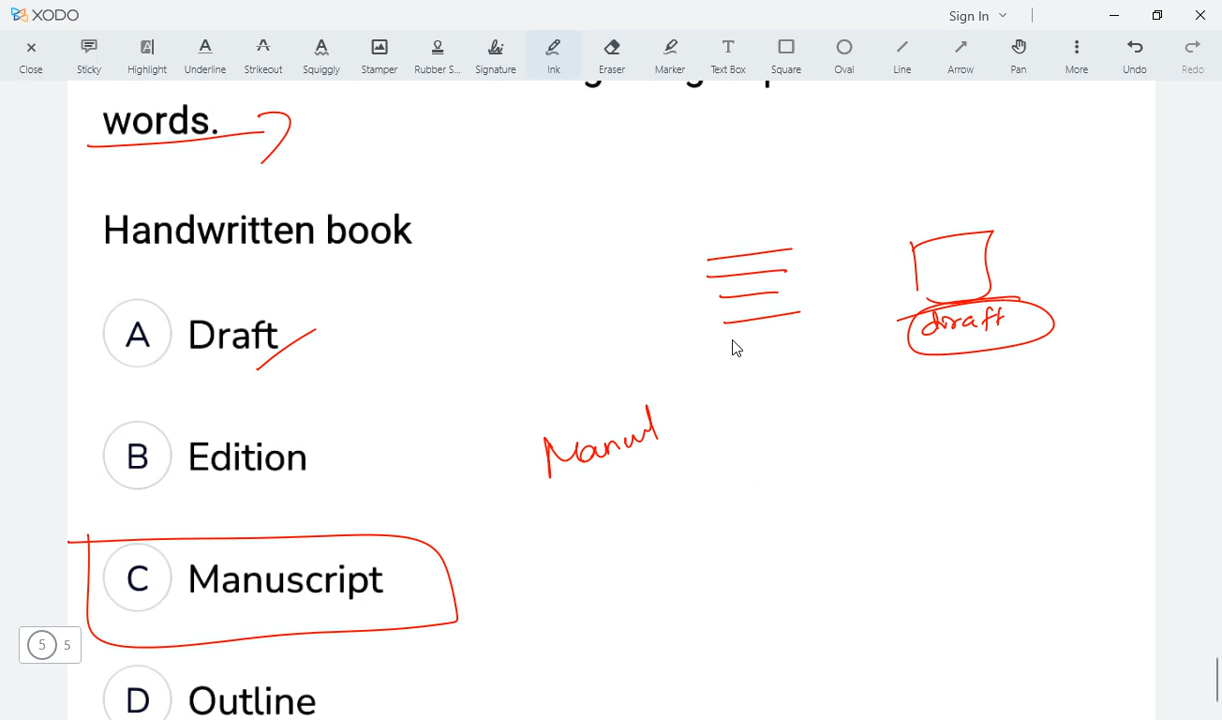 XODO
Sign In
Close Sticky Highlight Underline Strikeout Squiggly Stamper Rubber S... Signature Ink Eraser Marker Text Box Square Oval Line Arrow Pan More Undo Redo
words.
Handwritten book
A Draft
draft
B Edition
C Manuscript
5 5
D Outline